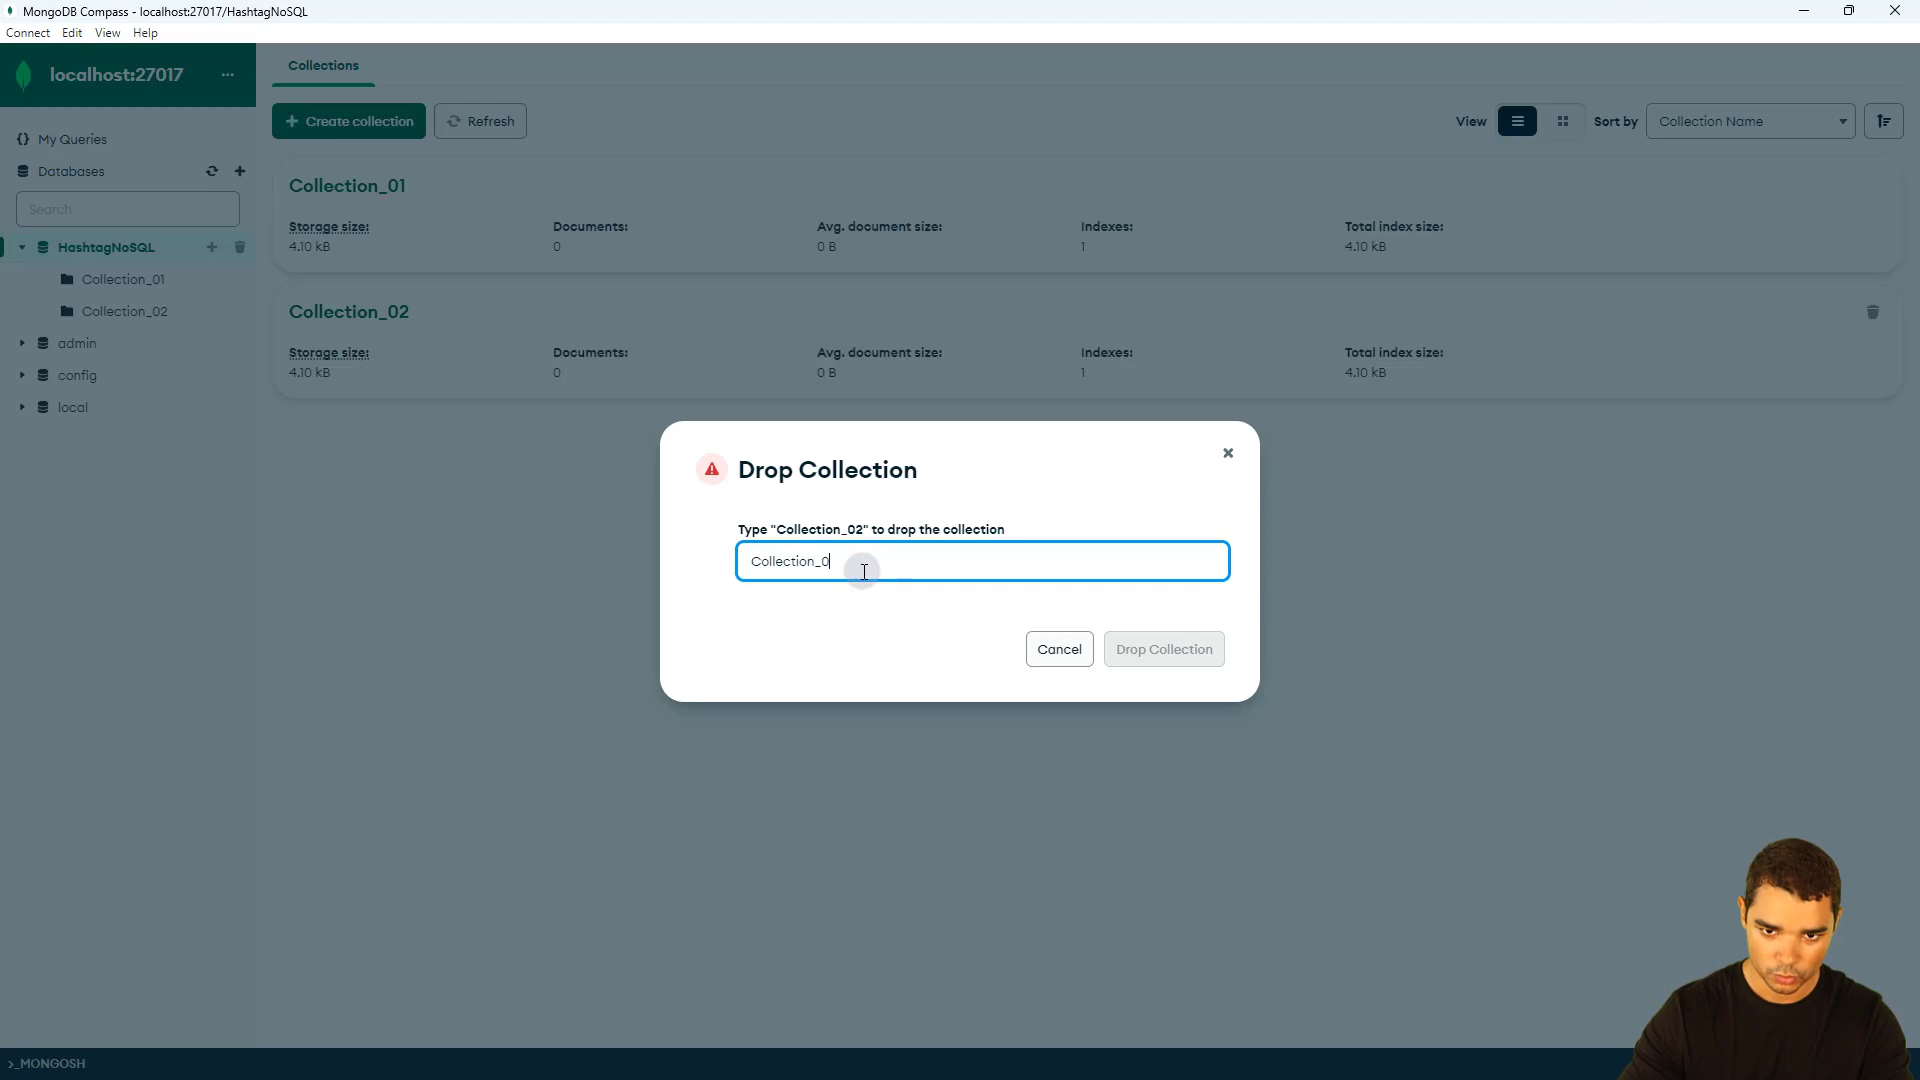 MongoDB Compass - localhost:27017/HashtagNoSQL
Connect Edit View Help
localhost:27017
Collections
Create collection
Refresh
View
Sort by
Collection Name
My Queries
Databases
Search
HashtagNoSQL
Collection_01
Collection_02
admin
config
local
Collection_01
Storage size: Documents: Avg. document size: Indexes: Total index size:
4.10 kB 0 0 B 1 4.10 kB
Collection_02
Storage size: Documents: Avg. document size: Indexes: Total index size:
4.10 kB 0 0 B 1 4.10 kB
Drop Collection
Type "Collection_02" to drop the collection
Collection_0
Cancel
Drop Collection
>_MONGOSH